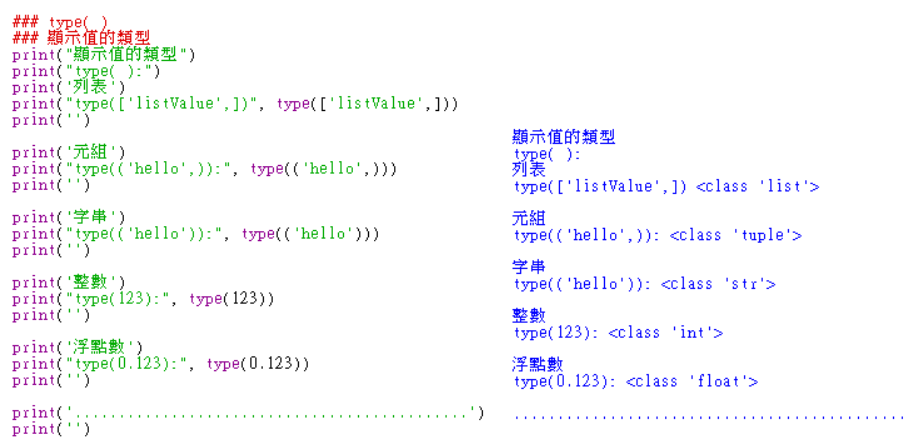 ### type( )
### 顯示值的類型
print("顯示值的類型")
print("type( ):")
print('列表')
print("type(['listValue',])", type(['listValue',]))
print('')

print('元組')
print("type(('hello',)):", type(('hello',)))
print('')

print('字串')
print("type(('hello')):", type(('hello')))
print('')

print('整數')
print("type(123):", type(123))
print('')

print('浮點數')
print("type(0.123):", type(0.123))
print('')

print('.............................................')
print('')

顯示值的類型
type( ):
列表
type(['listValue',]) <class 'list'>

元組
type(('hello',)): <class 'tuple'>

字串
type(('hello')): <class 'str'>

整數
type(123): <class 'int'>

浮點數
type(0.123): <class 'float'>

.............................................